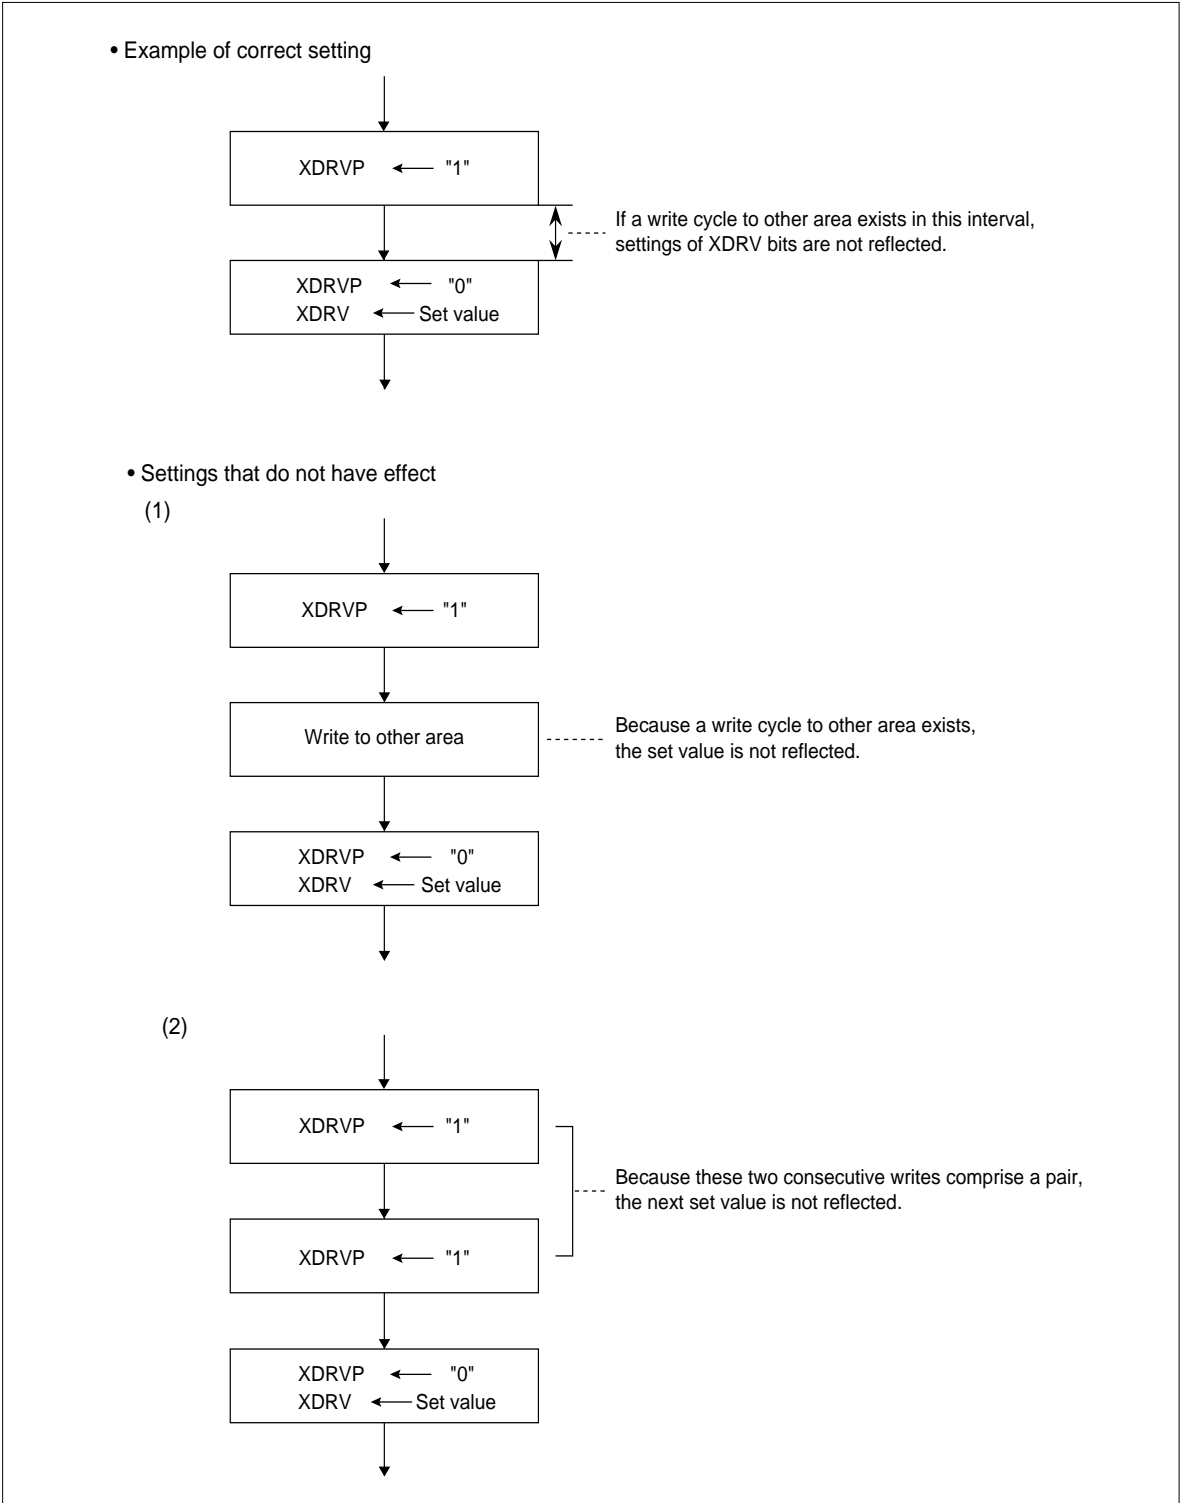 • Example of correct setting
XDRVP ← "1"
If a write cycle to other area exists in this interval,
settings of XDRV bits are not reflected.
XDRVP ← "0"
XDRV ← Set value
• Settings that do not have effect
(1)
XDRVP ← "1"
Write to other area
Because a write cycle to other area exists,
the set value is not reflected.
XDRVP ← "0"
XDRV ← Set value
(2)
XDRVP ← "1"
Because these two consecutive writes comprise a pair,
the next set value is not reflected.
XDRVP ← "1"
XDRVP ← "0"
XDRV ← Set value